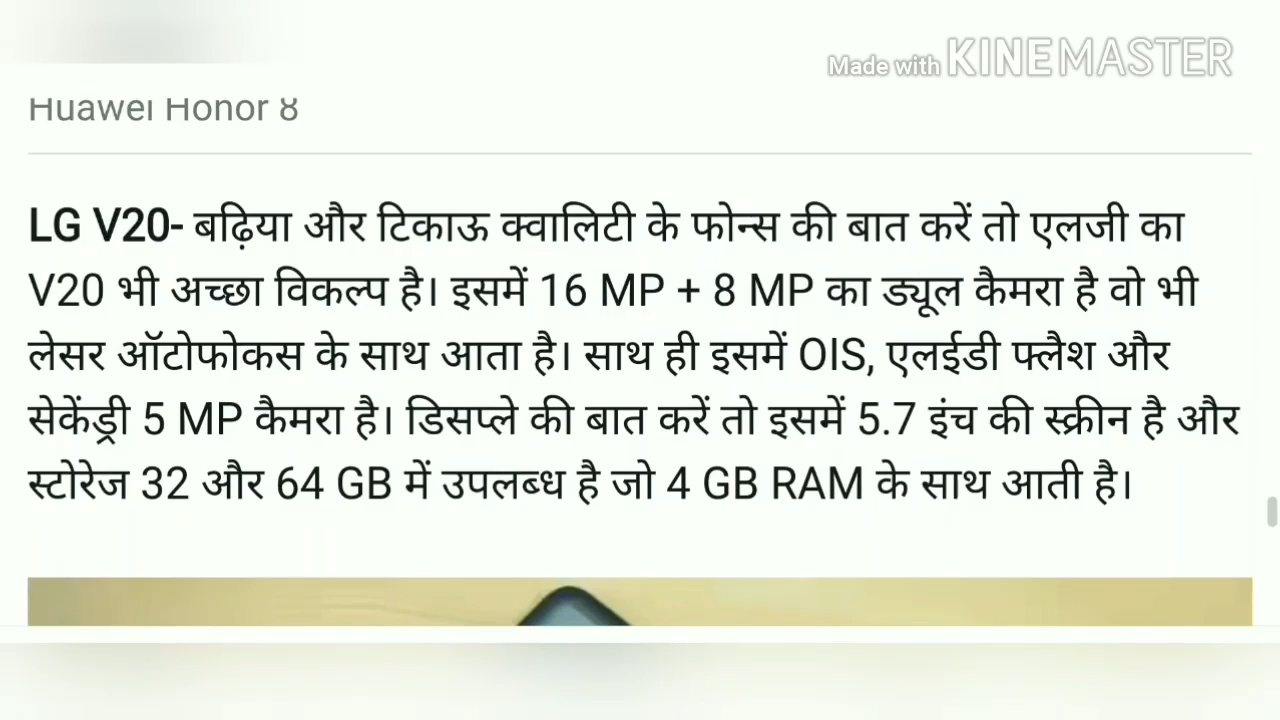 Made with KINEMASTER
Huawei Honor 8
LG V20- बढ़िया और टिकाऊ क्वालिटी के फोन्स की बात करें तो एलजी का
V20 भी अच्छा विकल्प है। इसमें 16 MP + 8 MP का ड्यूल कैमरा है वो भी
लेसर ऑटोफोकस के साथ आता है। साथ ही इसमें OIS, एलईडी फ्लैश और
सेकेंड्री 5 MP कैमरा है। डिसप्ले की बात करें तो इसमें 5.7 इंच की स्क्रीन है और
स्टोरेज 32 और 64 GB में उपलब्ध है जो 4 GB RAM के साथ आती है।